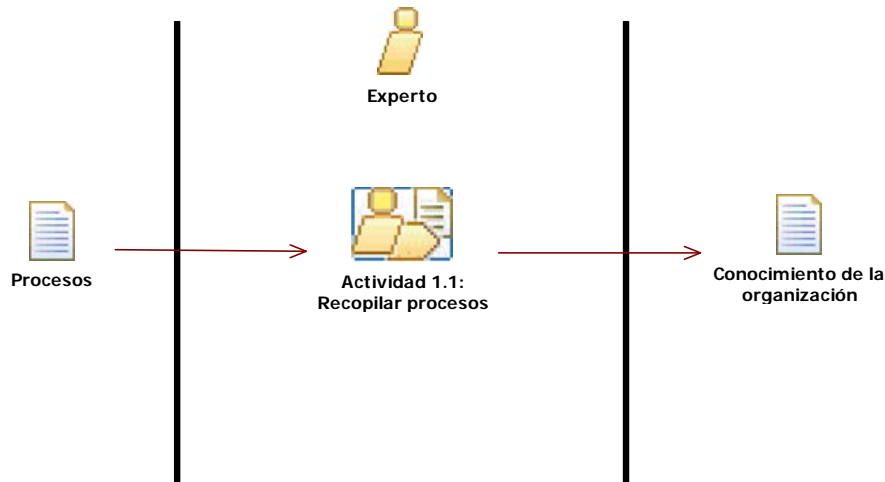 Experto
Procesos
Actividad 1.1:
Recopilar procesos
Conocimiento de la
organización